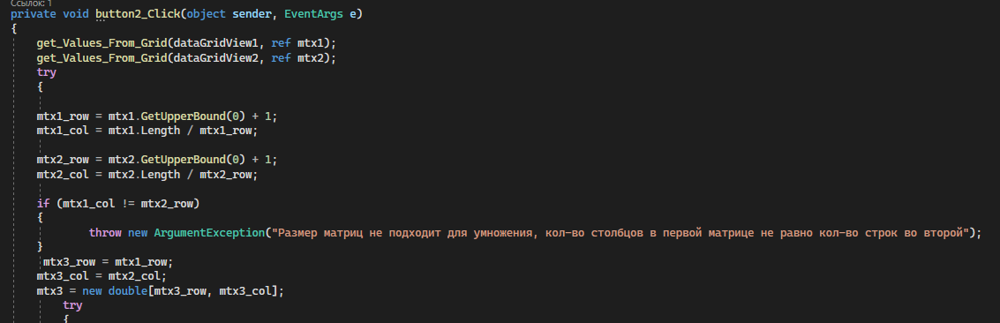 Ссылок: 1
private void button2_Click(object sender, EventArgs e)
{
get_Values_From_Grid(dataGridView1, ref mtx1);
get_Values_From_Grid(dataGridView2, ref mtx2);
try
{
mtx1_row = mtx1.GetUpperBound(0) + 1;
mtx1_col = mtx1.Length / mtx1_row;
mtx2_row = mtx2.GetUpperBound(0) + 1;
mtx2_col = mtx2.Length / mtx2_row;
if (mtx1_col != mtx2_row)
{
throw new ArgumentException("Размер матриц не подходит для умножения, кол-во столбцов в первой матрице не равно кол-во строк во второй");
}
mtx3_row = mtx1_row;
mtx3_col = mtx2_col;
mtx3 = new double[mtx3_row, mtx3_col];
try
{